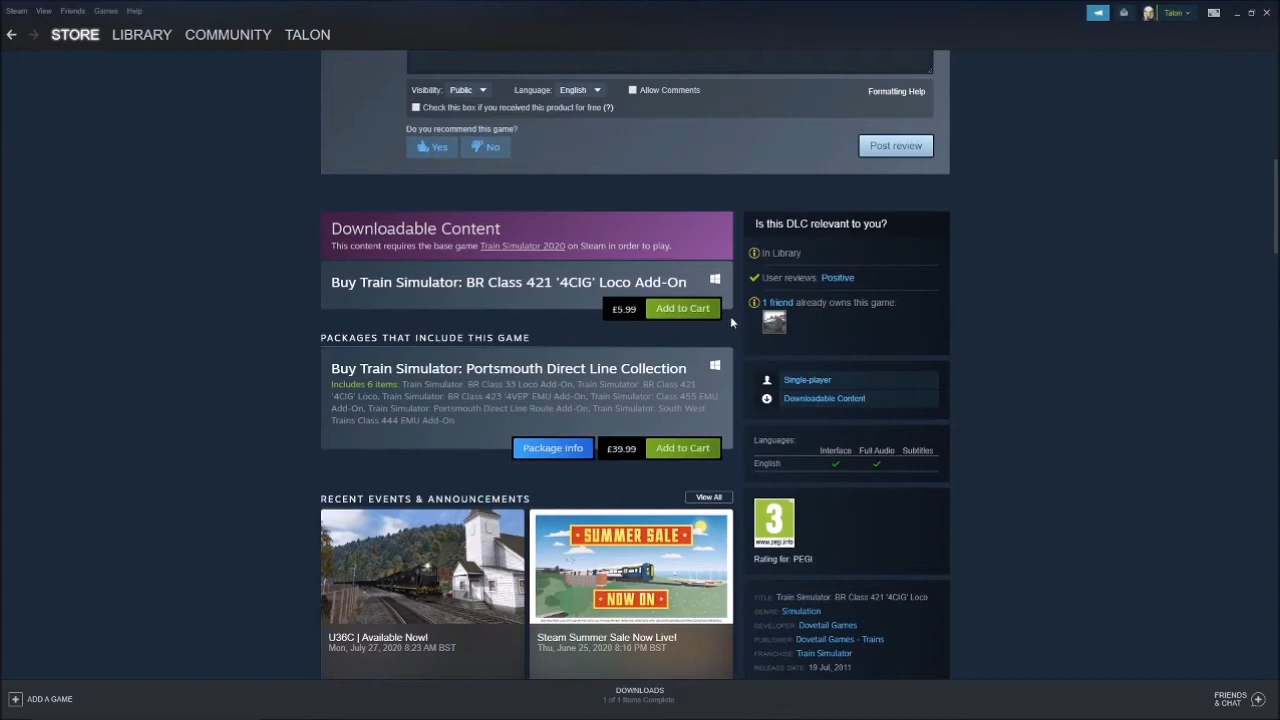 Steam View Friends Games Help
Talon
STORE LIBRARY COMMUNITY TALON
Visibility: Public Language: English Allow Comments Formatting Help
Check this box if you received this product for free (?)
Do you recommend this game?
Yes No Post review
Downloadable Content
This content requires the base game Train Simulator 2020 on Steam in order to play.
Buy Train Simulator: BR Class 421 '4CIG' Loco Add-On
£5.99 Add to Cart
PACKAGES THAT INCLUDE THIS GAME
Buy Train Simulator: Portsmouth Direct Line Collection
Includes 6 items: Train Simulator: BR Class 33 Loco Add-On, Train Simulator: BR Class 421
'4CIG' Loco, Train Simulator: BR Class 423 '4VEP' EMU Add-On, Train Simulator: Class 455 EMU
Add-On, Train Simulator: Portsmouth Direct Line Route Add-On, Train Simulator: South West
Trains Class 444 EMU Add-On
Package info £39.99 Add to Cart
RECENT EVENTS & ANNOUNCEMENTS View All
SUMMER SALE
NOW ON
U36C | Available Now!
Mon, July 27, 2020 8:23 AM BST
Steam Summer Sale Now Live!
Thu, June 25, 2020 8:10 PM BST
Is this DLC relevant to you?
In Library
User reviews: Positive
1 friend already owns this game:
Single-player
Downloadable Content
Languages:
Interface Full Audio Subtitles
English
3
www.pegi.info
Rating for: PEGI
TITLE: Train Simulator: BR Class 421 '4CIG' Loco
GENRE: Simulation
DEVELOPER: Dovetail Games
PUBLISHER: Dovetail Games - Trains
FRANCHISE: Train Simulator
RELEASE DATE: 19 Jul, 2011
ADD A GAME
DOWNLOADS
1 of 1 Items Complete
FRIENDS
& CHAT